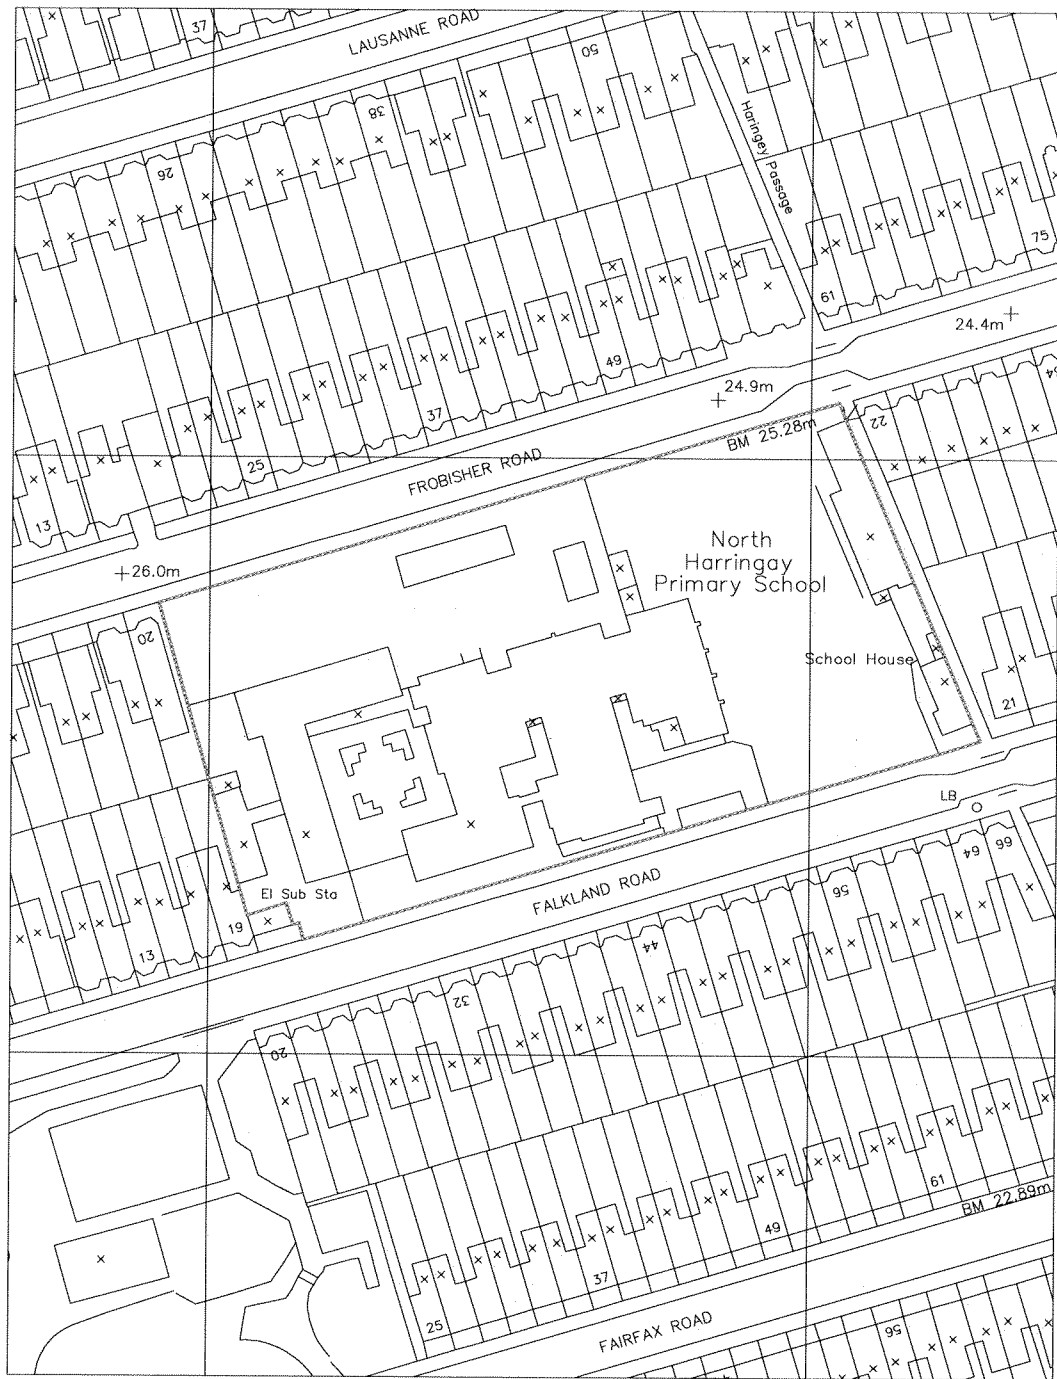 37
LAUSANNE ROAD
50
38
26
Haringey Passage
75
61
24.4m
49
24.9m
64
37
22
BM 25.28m
25
FROBISHER ROAD
13
26.0m
North
Harringay
Primary School
20
School House
21
LB
El Sub Sta
FALKLAND ROAD
66
64
56
19
13
44
32
20
61
BM 22.89m
49
37
25
FAIRFAX ROAD
56